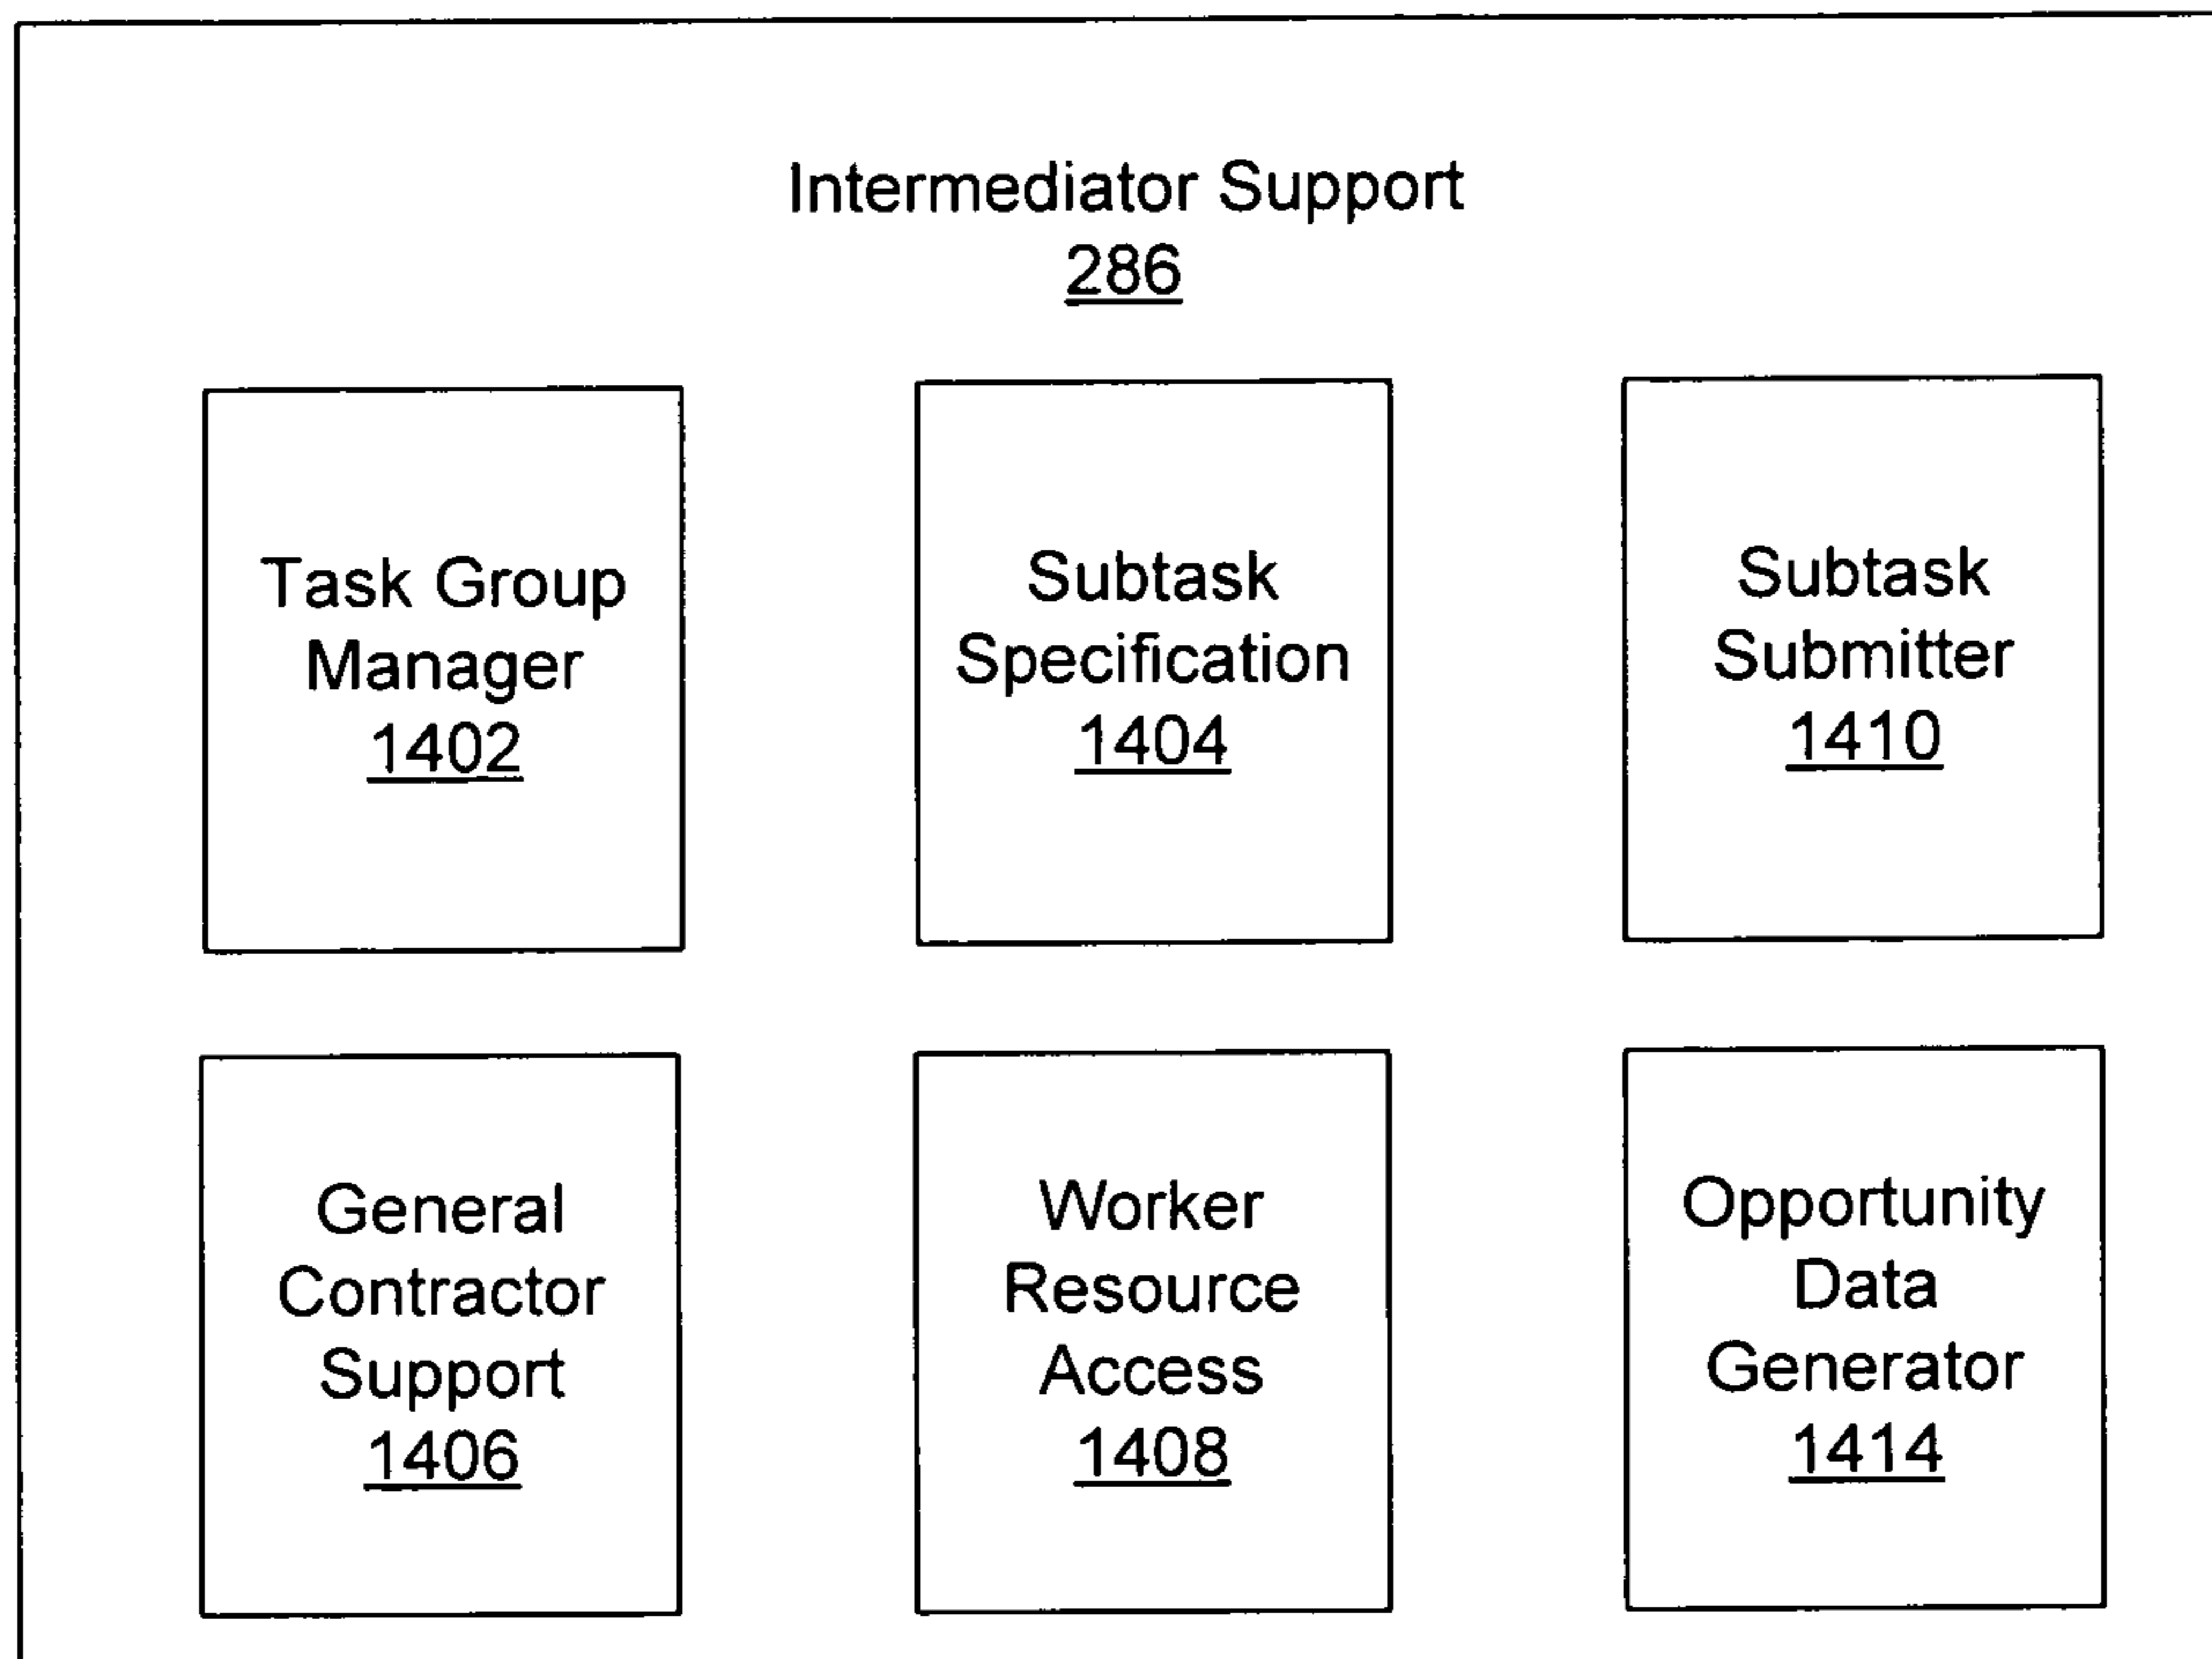 Intermediator Support
286
Task Group
Manager
1402
Subtask
Specification
1404
Subtask
Submitter
1410
General
Contractor
Support
1406
Worker
Resource
Access
1408
Opportunity
Data
Generator
1414